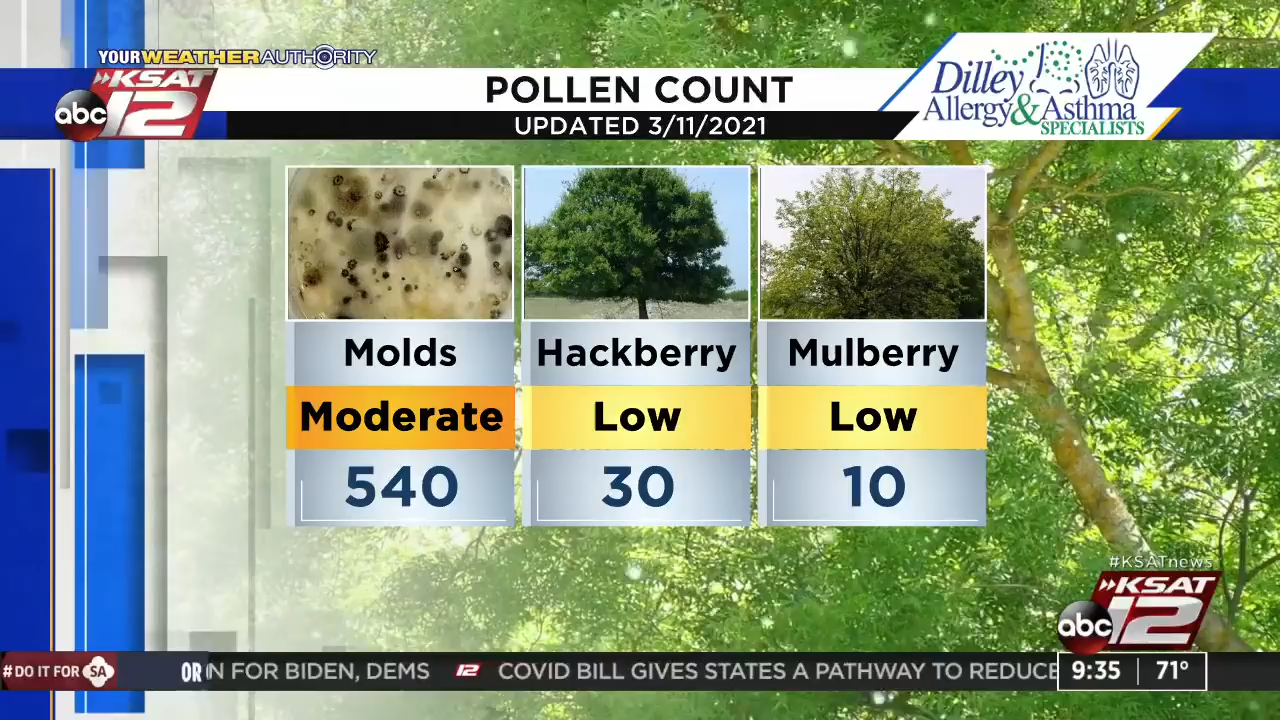 YOUR WEATHER AUTHORITY
KSAT
abc 12
POLLEN COUNT
UPDATED 3/11/2021
Dilley
Allergy & Asthma
SPECIALISTS
Molds
Hackberry
Mulberry
Moderate
Low
Low
540
30
10
#KSATnews
KSAT
abc 12
#DO IT FOR SA
OR
N FOR BIDEN, DEMS 12 COVID BILL GIVES STATES A PATHWAY TO REDUCE
9:35 71°